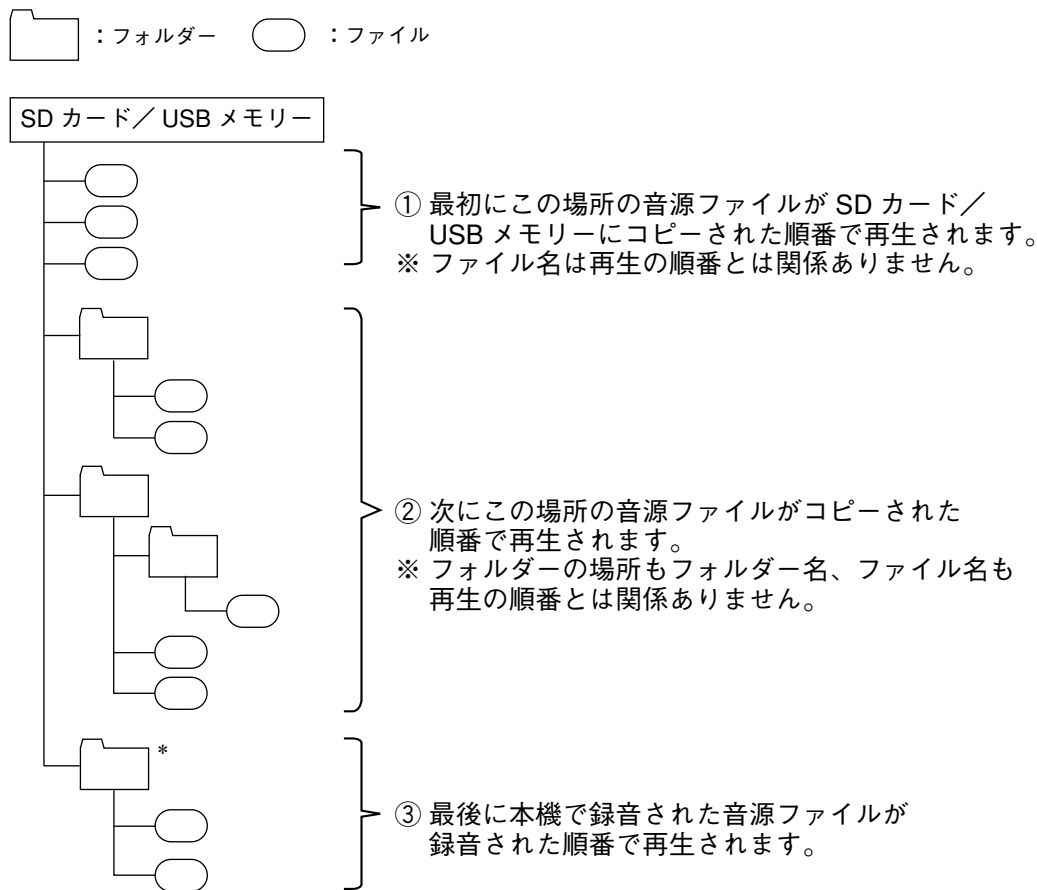 ：フォルダー　：ファイル
SD カード／ USB メモリー
① 最初にこの場所の音源ファイルが SD カード／
USB メモリーにコピーされた順番で再生されます。
※ ファイル名は再生の順番とは関係ありません。
② 次にこの場所の音源ファイルがコピーされた
順番で再生されます。
※ フォルダーの場所もフォルダー名、ファイル名も
再生の順番とは関係ありません。
*
③ 最後に本機で録音された音源ファイルが
録音された順番で再生されます。